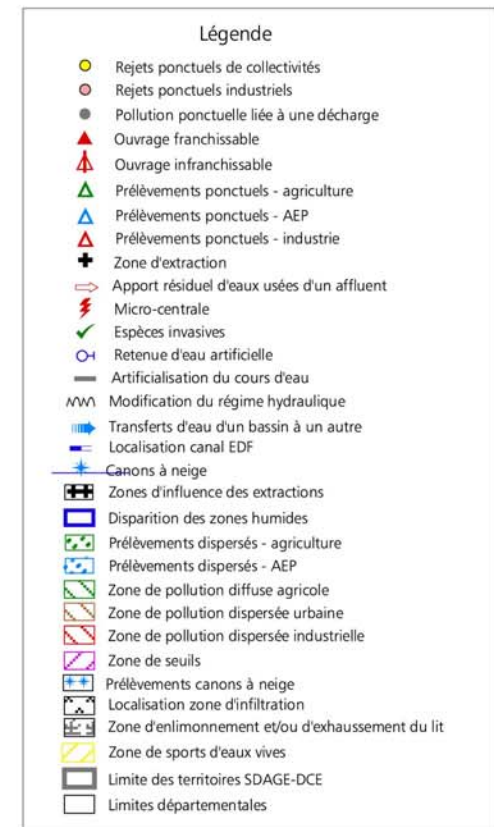 Légende
Rejets ponctuels de collectivités
Rejets ponctuels industriels
Pollution ponctuelle liée à une décharge
Ouvrage franchissable
Ouvrage infranchissable
Prélèvements ponctuels - agriculture
Prélèvements ponctuels - AEP
Prélèvements ponctuels - industrie
Zone d'extraction
Apport résiduel d'eaux usées d'un affluent
Micro-centrale
Espèces invasives
Retenue d'eau artificielle
Artificialisation du cours d'eau
Modification du régime hydraulique
Transferts d'eau d'un bassin à un autre
Localisation canal EDF
Canons à neige
Zones d'influence des extractions
Disparition des zones humides
Prélèvements dispersés - agriculture
Prélèvements dispersés - AEP
Zone de pollution diffuse agricole
Zone de pollution dispersée urbaine
Zone de pollution dispersée industrielle
Zone de seuils
Prélèvements canons à neige
Localisation zone d'infiltration
Zone d'enlimonnement et/ou d'exhaussement du lit
Zone de sports d'eaux vives
Limite des territoires SDAGE-DCE
Limites départementales